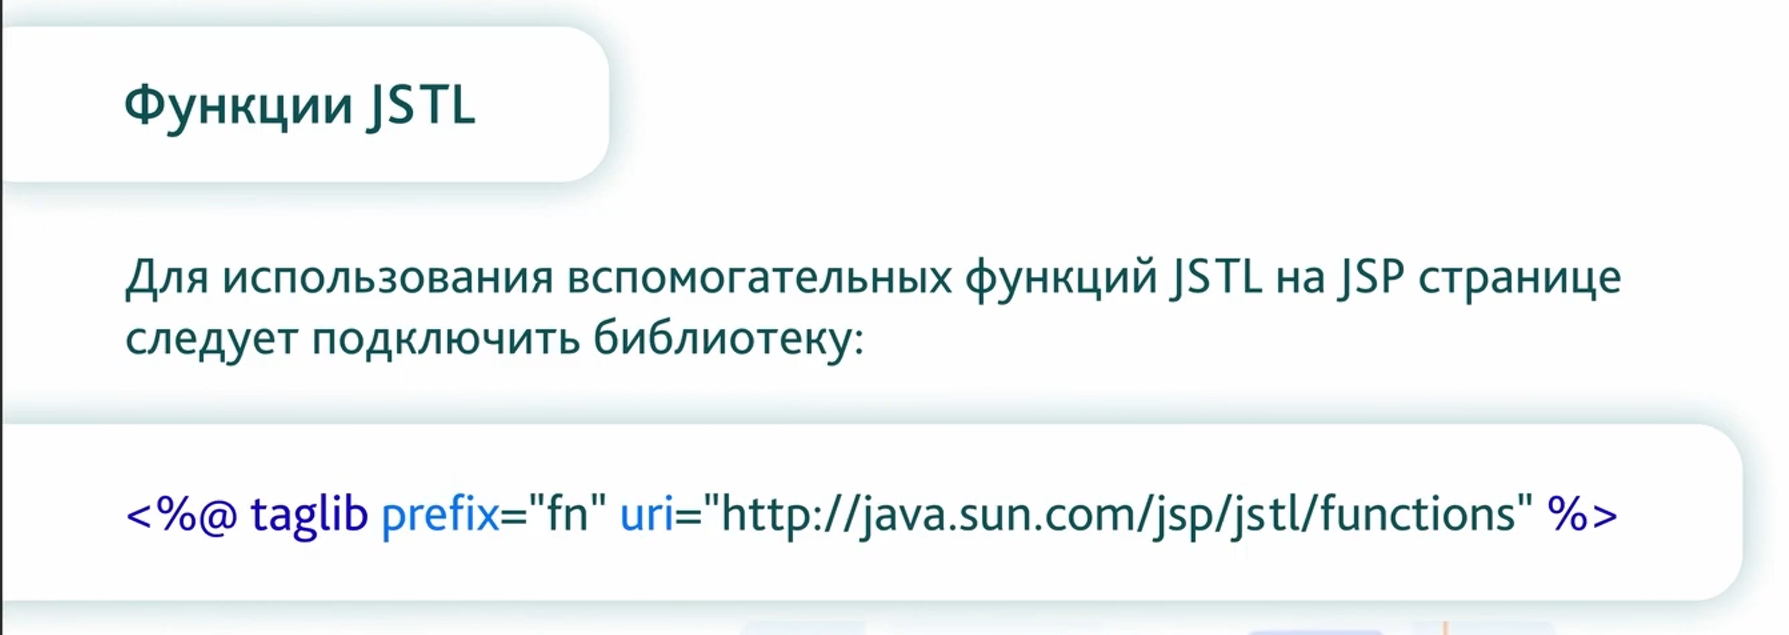 Функции JSTL
Для использования вспомогательных функций JSTL на JSP странице
следует подключить библиотеку:
<%@ taglib prefix="fn" uri="http://java.sun.com/jsp/jstl/functions" %>